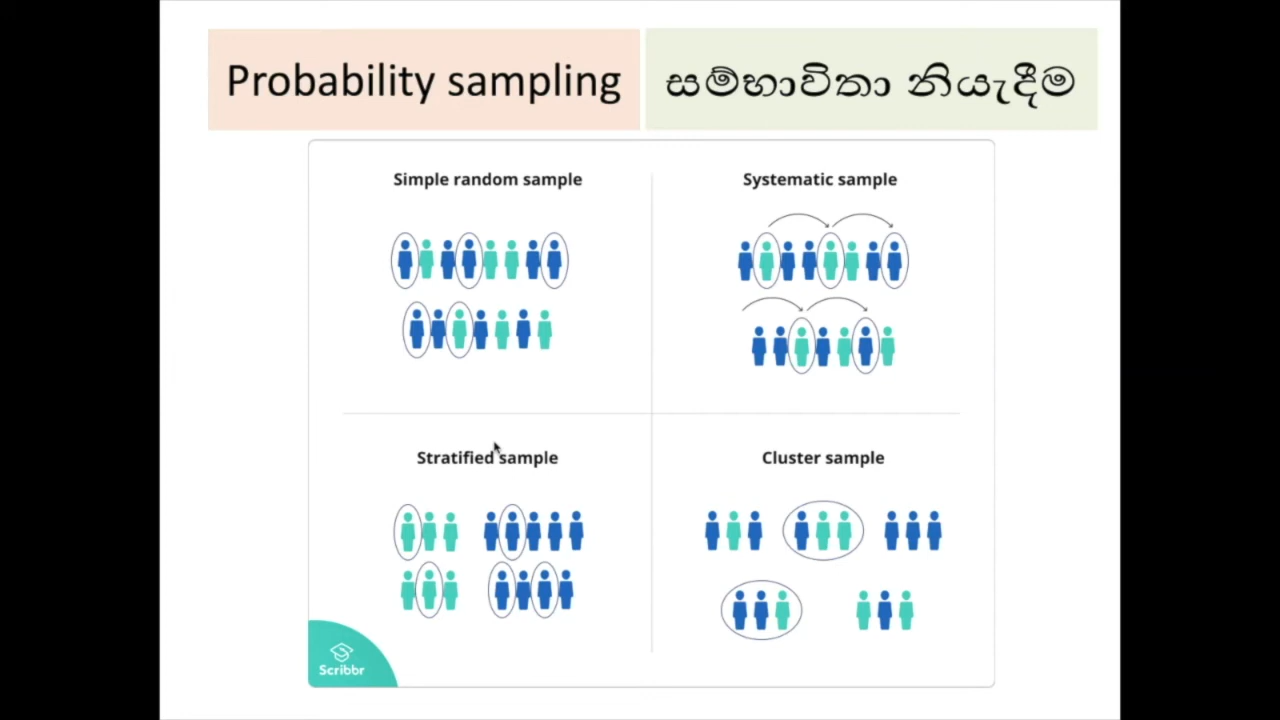 Probability sampling
සම්භාවිතා නියැදීම
Simple random sample
Systematic sample
Stratified sample
Cluster sample
Scribbr